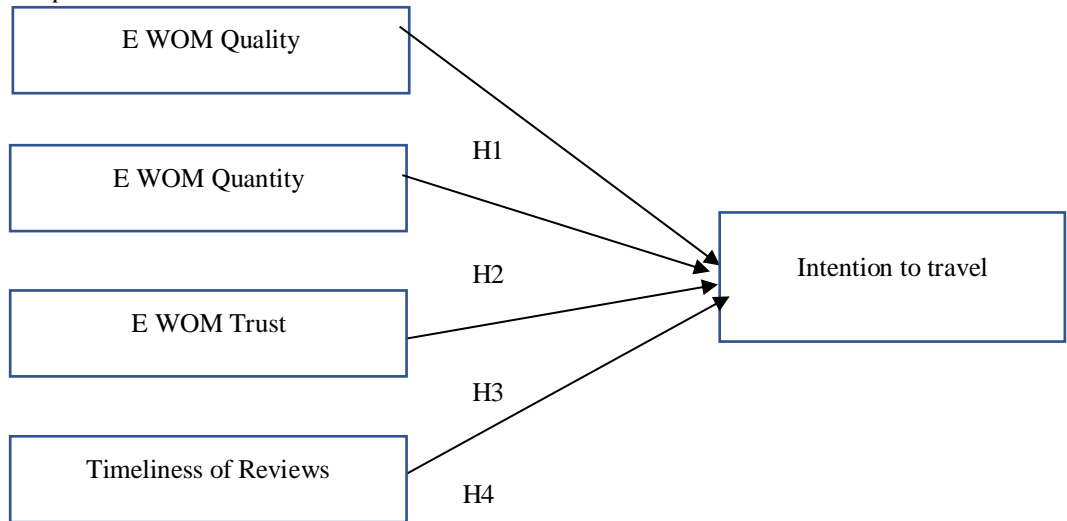 E WOM Quality
H1
E WOM Quantity
Intention to travel
H2
E WOM Trust
H3
Timeliness of Reviews
H4